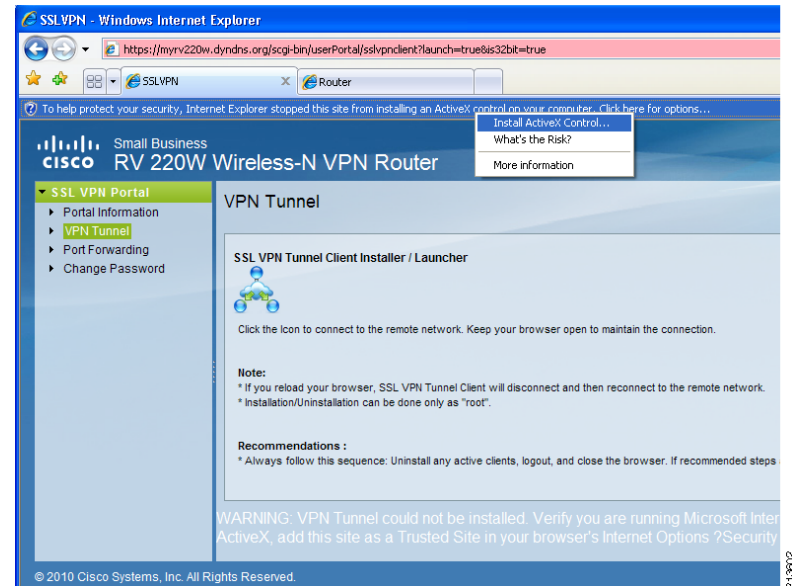 SSLVPN - Windows Internet Explorer
https://myrv220w.dyndns.org/scgi-bin/userPortal/sslvpnclient?launch=true&is32bit=true
SSLVPN
Router
To help protect your security, Internet Explorer stopped this site from installing an ActiveX control on your computer. Click here for options...
Install ActiveX Control...
What's the Risk?
More information
Small Business
CISCO RV 220W Wireless-N VPN Router
SSL VPN Portal
Portal Information
VPN Tunnel
Port Forwarding
Change Password
VPN Tunnel
SSL VPN Tunnel Client Installer / Launcher
Click the Icon to connect to the remote network. Keep your browser open to maintain the connection.
Note:
* If you reload your browser, SSL VPN Tunnel Client will disconnect and then reconnect to the remote network.
* Installation/Uninstallation can be done only as "root".
Recommendations :
* Always follow this sequence: Uninstall any active clients, logout, and close the browser. If recommended steps
WARNING: VPN Tunnel could not be installed. Verify you are running Microsoft Inter
ActiveX, add this site as a Trusted Site in your browser's Internet Options ?Security
© 2010 Cisco Systems, Inc. All Rights Reserved.